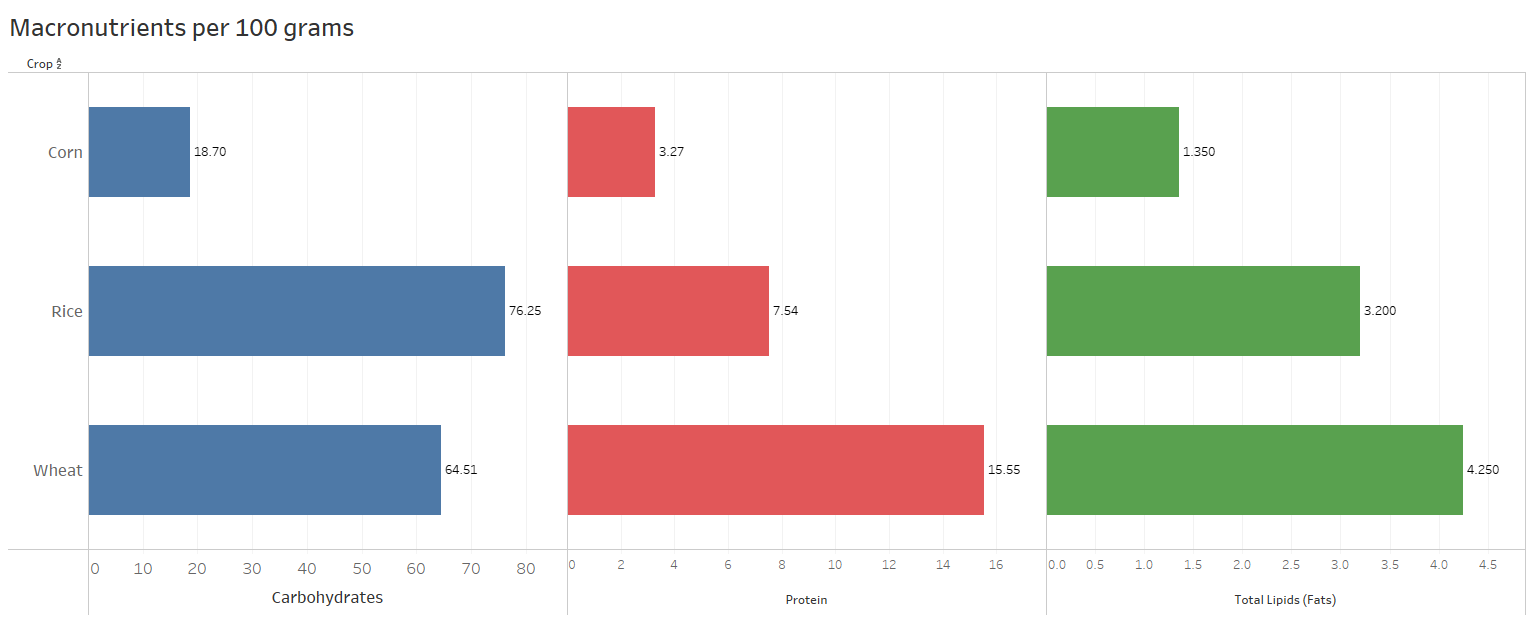 Macronutrients per 100 grams
Crop
Corn 18.70 3.27 1.350
Rice 76.25 7.54 3.200
Wheat 64.51 15.55 4.250
0 10 20 30 40 50 60 70 80 0 2 4 6 8 10 12 14 16 0.0 0.5 1.0 1.5 2.0 2.5 3.0 3.5 4.0 4.5
Carbohydrates Protein Total Lipids (Fats)